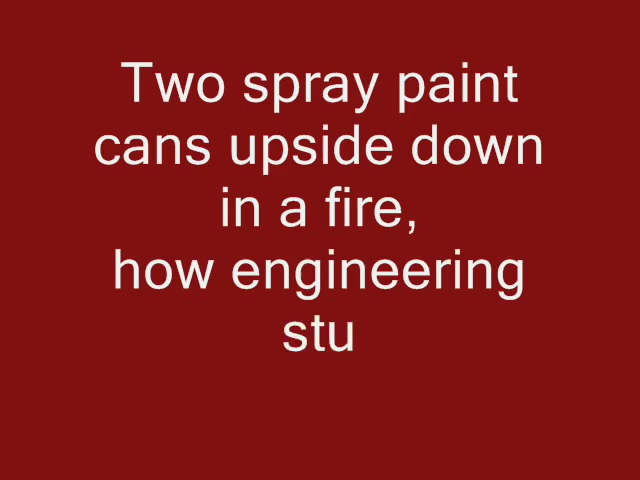 Two spray paint
cans upside down
in a fire,
how engineering
stu